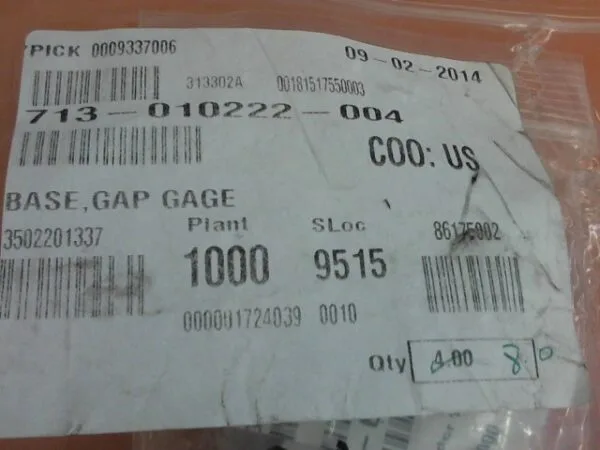 PICK 0009337006
09-02-2014
313302A 00181517550003
713-010222-004
COO: US
BASE,GAP GAGE
3502201337
Plant SLoc
86175002
1000 9515
000001724039 0010
Qty 4.00 8.0